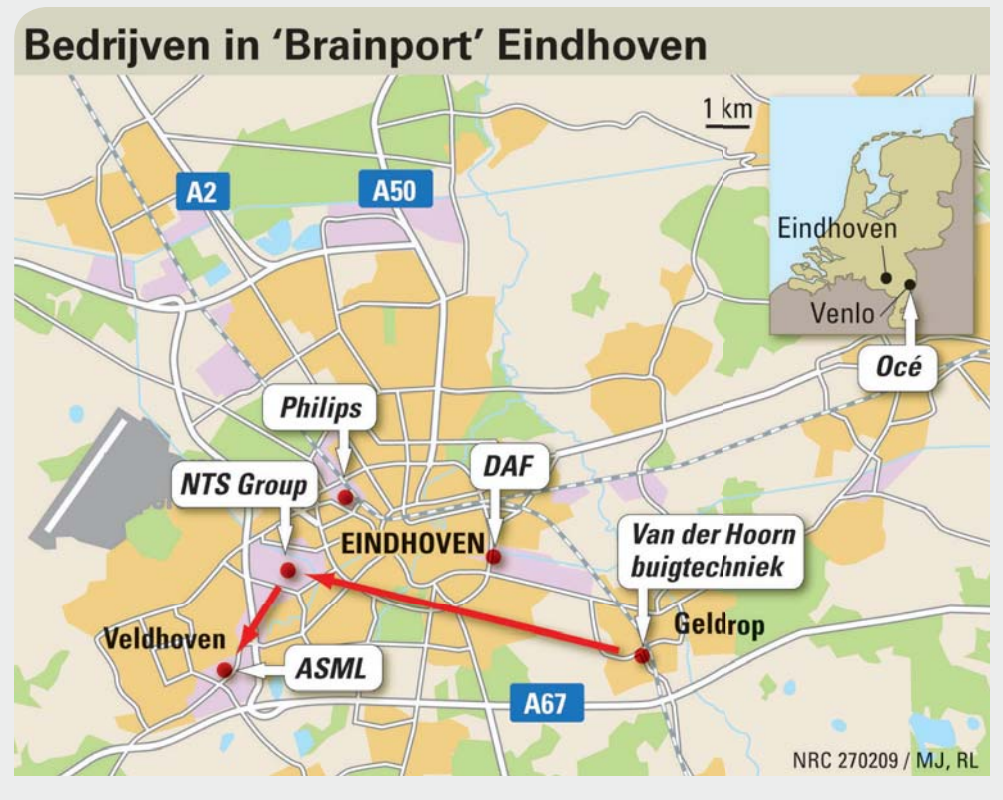 Bedrijven in ‘Brainport’ Eindhoven
1 km
A2
A50
Eindhoven
Venlo
Océ
Philips
DAF
NTS Group
EINDHOVEN
Van der Hoorn
buigtechniek
Geldrop
Veldhoven
ASML
A67
NRC 270209 / MJ, RL